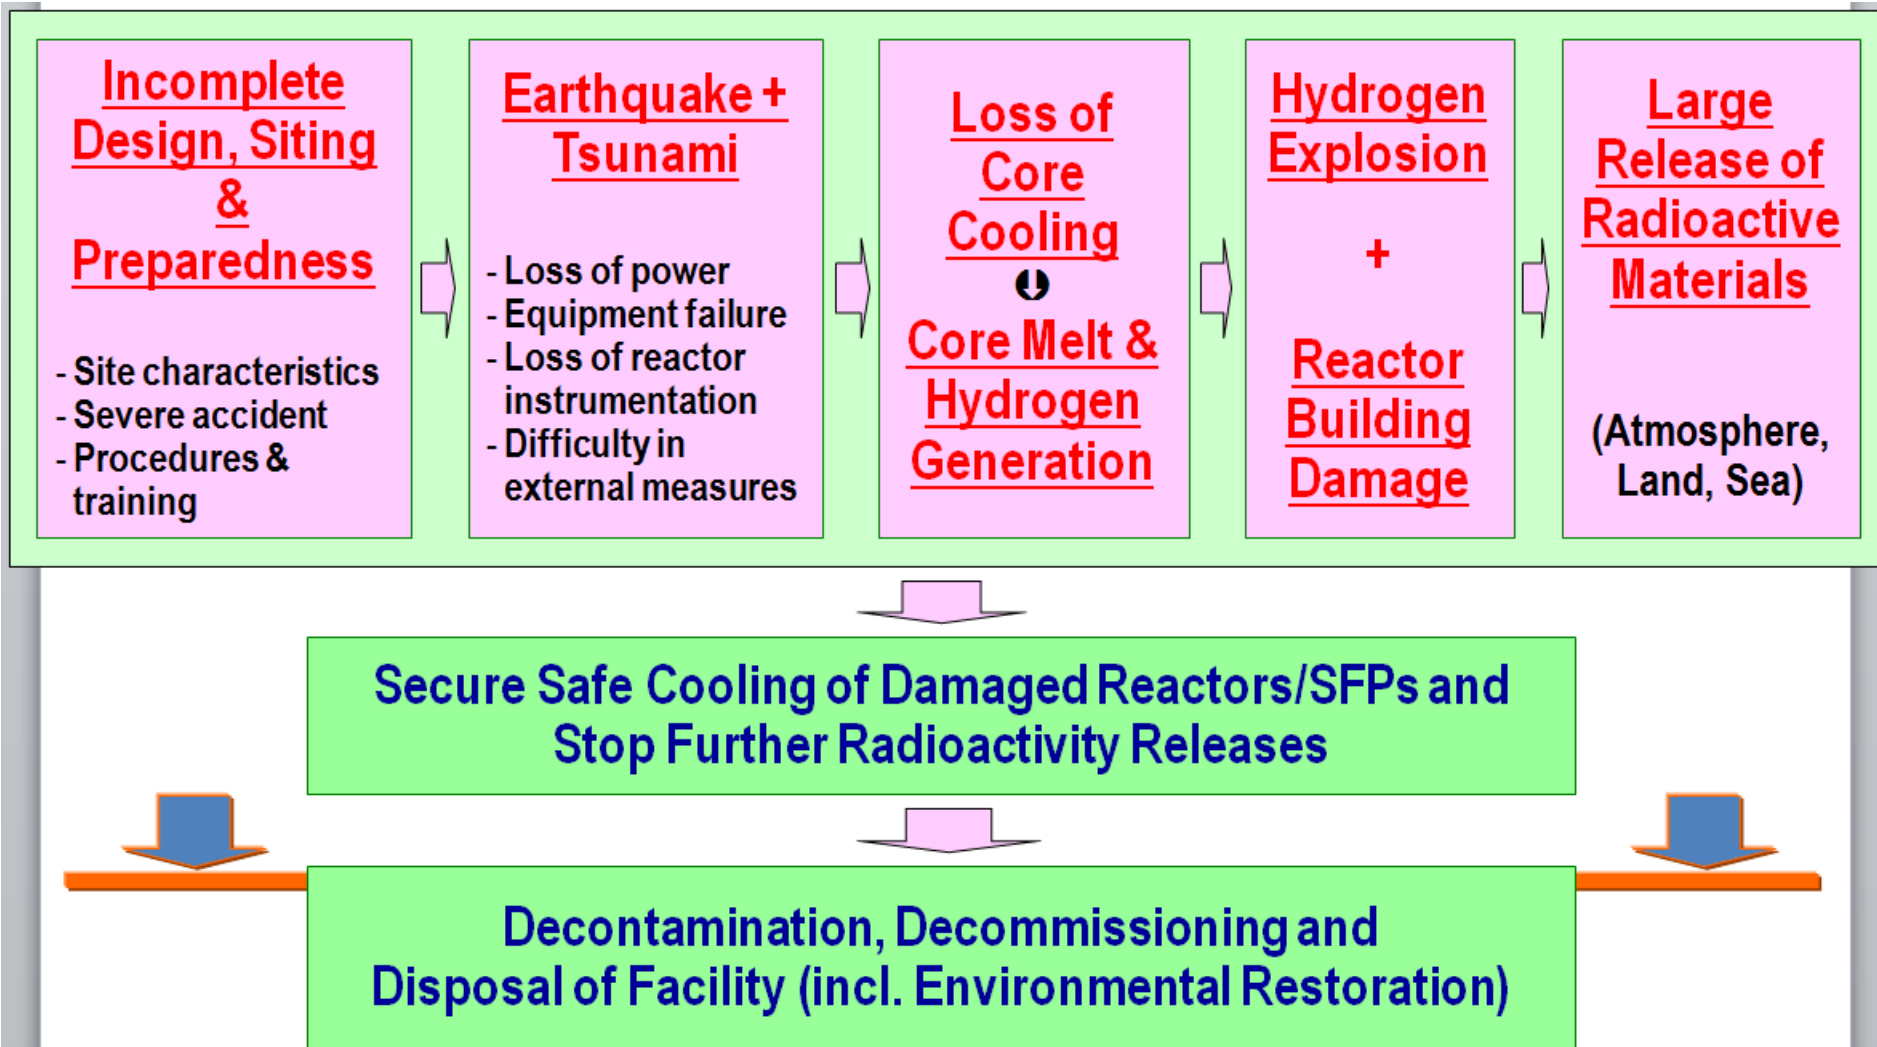 Incomplete
Design, Siting
&
Preparedness
- Site characteristics
- Severe accident
- Procedures &
training
Earthquake +
Tsunami
- Loss of power
- Equipment failure
- Loss of reactor
instrumentation
- Difficulty in
external measures
Loss of
Core
Cooling
Core Melt &
Hydrogen
Generation
Hydrogen
Explosion
+
Reactor
Building
Damage
Large
Release of
Radioactive
Materials
(Atmosphere,
Land, Sea)
Secure Safe Cooling of Damaged Reactors/SFPs and
Stop Further Radioactivity Releases
Decontamination, Decommissioning and
Disposal of Facility (incl. Environmental Restoration)